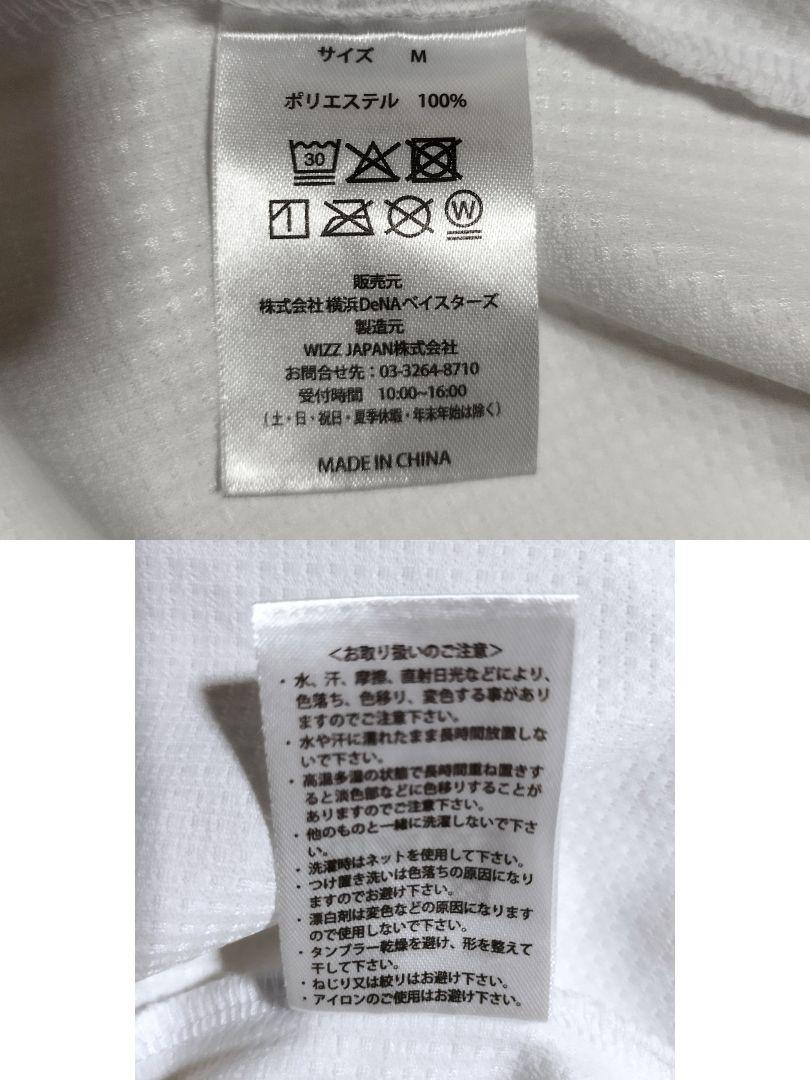 サイズ M
ポリエステル 100%
30
W
販売元
株式会社 横浜DeNAベイスターズ
製造元
WIZZ JAPAN株式会社
お問合せ先：03-3264-8710
受付時間 10:00~16:00
(土・日・祝日・夏季休暇・年末年始は除く)
MADE IN CHINA
＜お取り扱いのご注意＞
・水、汗、摩擦、直射日光などにより、
色落ち、色移り、変色する事があり
ますのでご注意下さい。
・水や汗に濡れたまま長時間放置しな
いで下さい。
・高温多湿の状態で長時間重ね置きす
ると淡色部などに色移りすることが
ありますのでご注意下さい。
・他のものと一緒に洗濯しないで下さ
い。
・洗濯時はネットを使用して下さい。
・つけ置き洗いは色落ちの原因になり
ますのでお避け下さい。
・漂白剤は変色などの原因になります
ので使用しないで下さい。
・タンブラー乾燥を避け、形を整えて
干して下さい。
・ねじり又は絞りはお避け下さい。
・アイロンのご使用はお避け下さい。